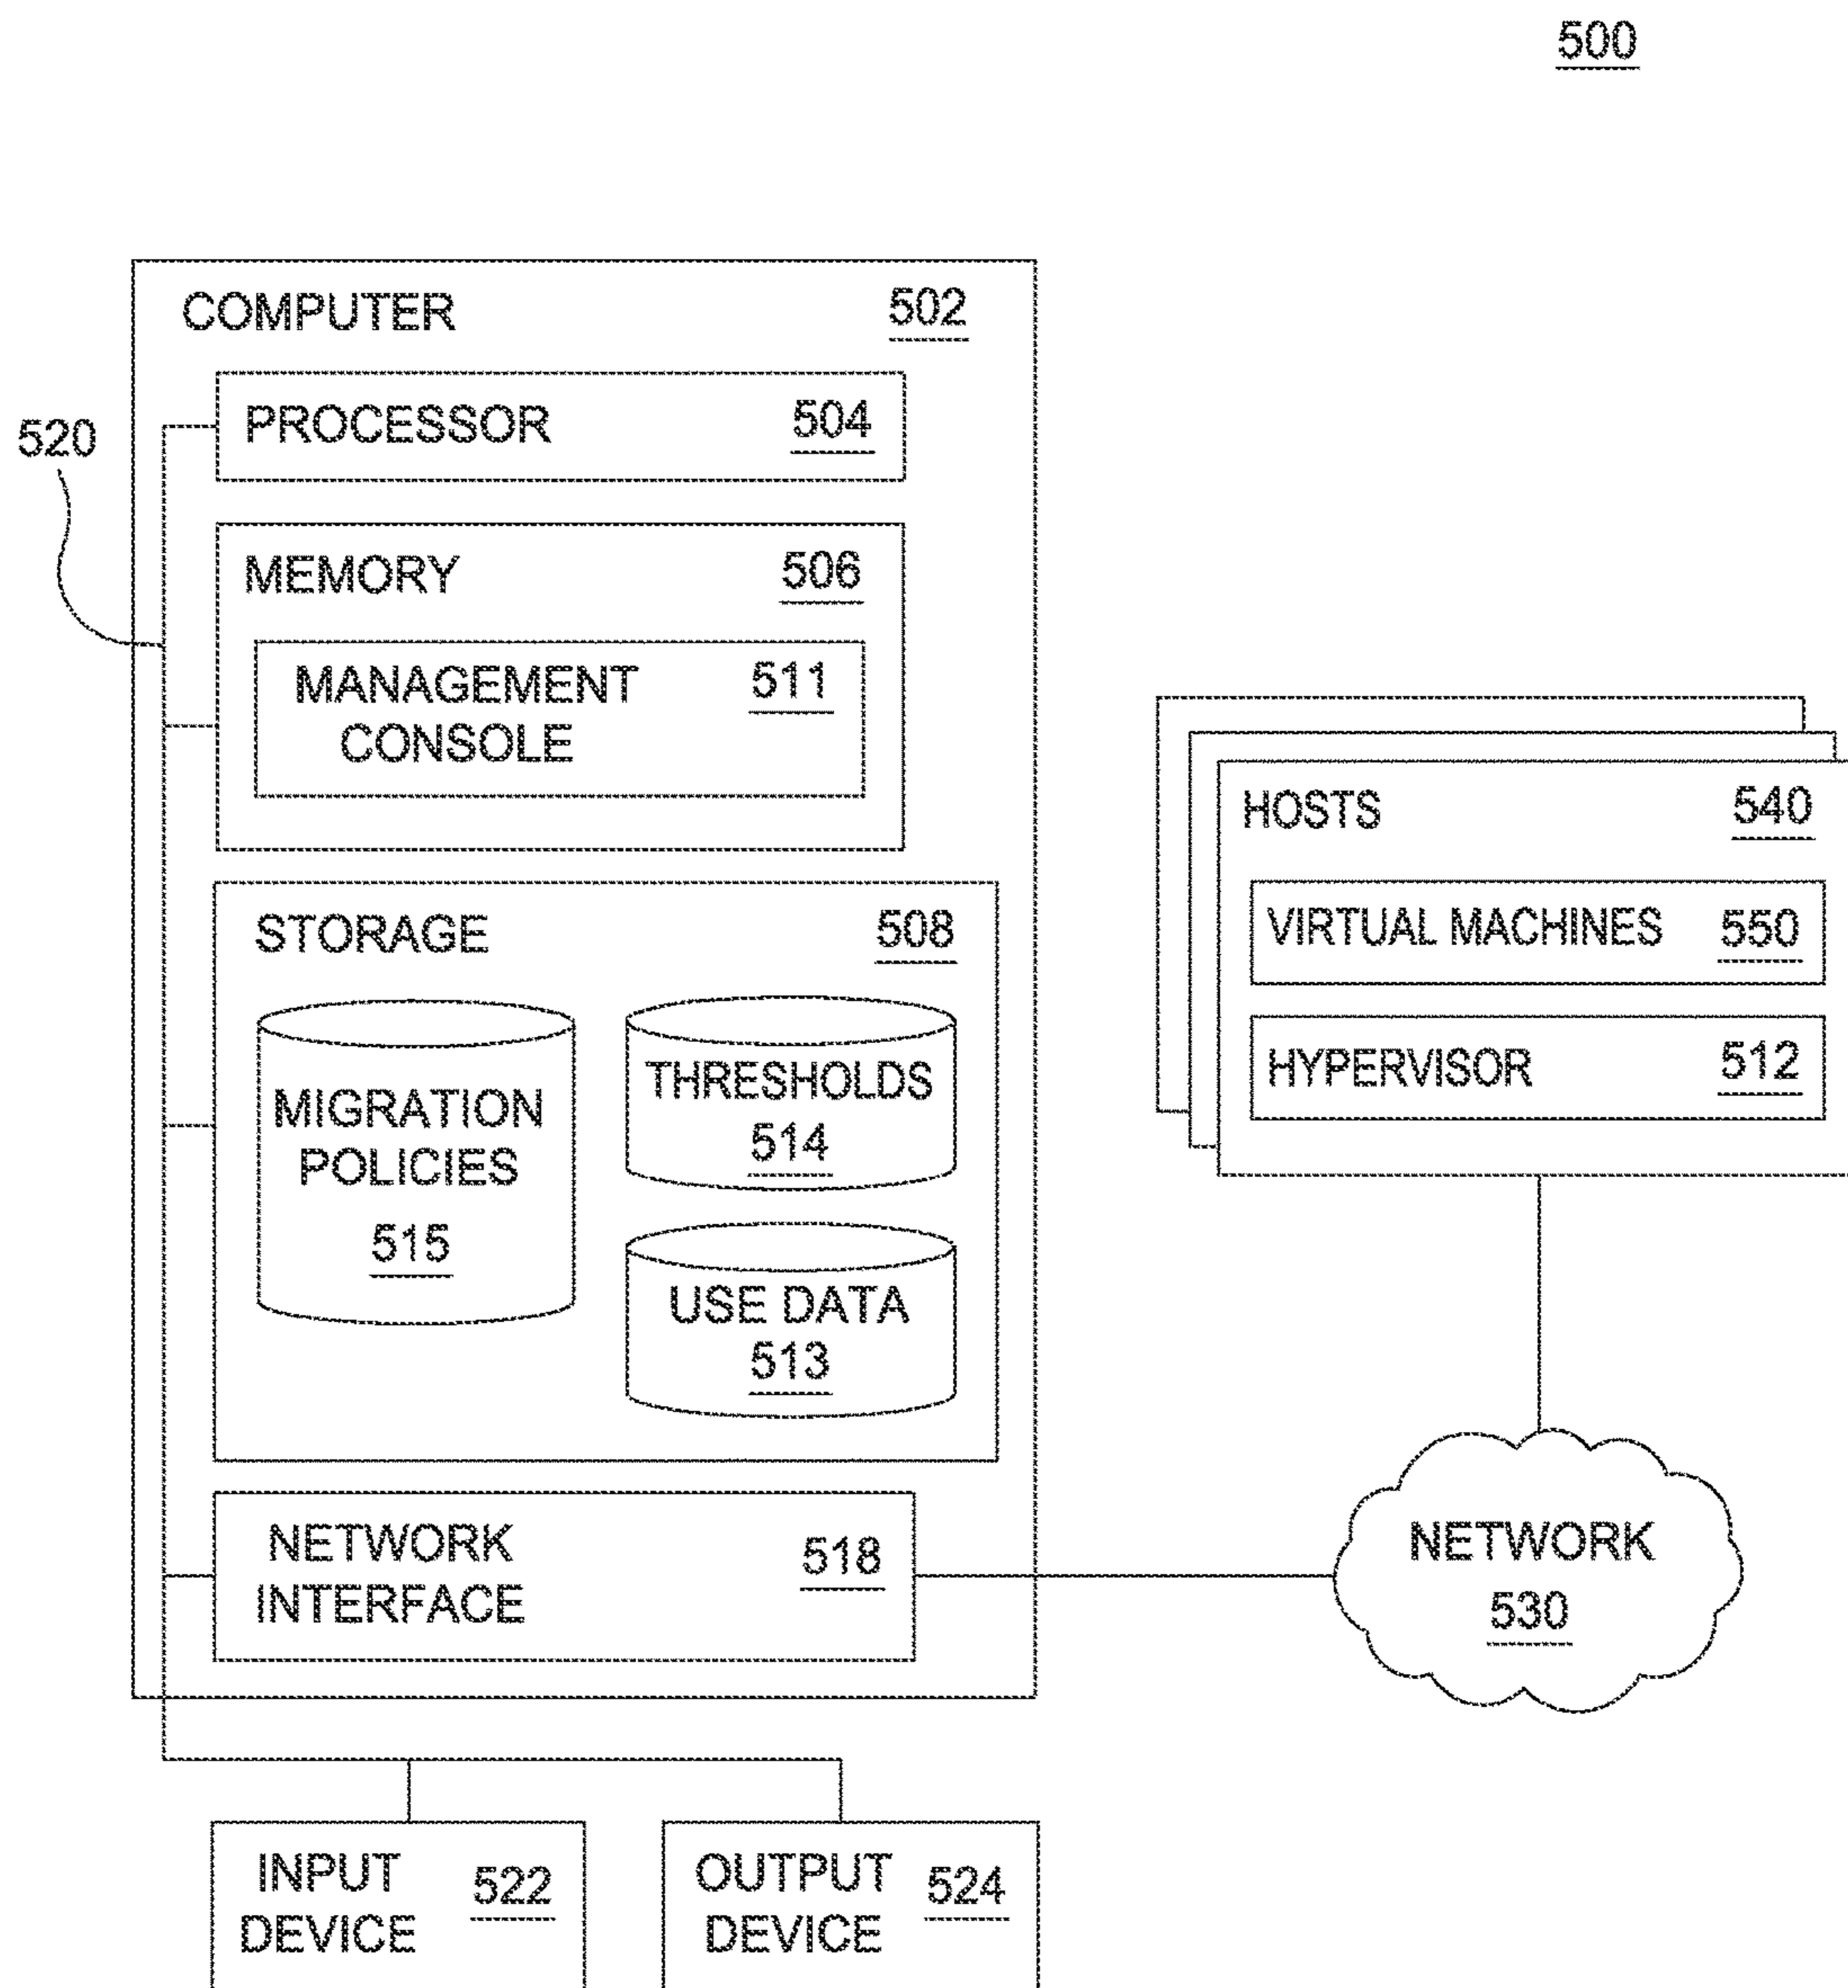 500
COMPUTER 502
520
PROCESSOR 504
MEMORY 506
MANAGEMENT 511
CONSOLE
STORAGE 508
MIGRATION
POLICIES
515
THRESHOLDS
514
USE DATA
513
NETWORK
INTERFACE
518
HOSTS 540
VIRTUAL MACHINES 550
HYPERVISOR 512
NETWORK
530
INPUT
DEVICE
522
OUTPUT
DEVICE
524